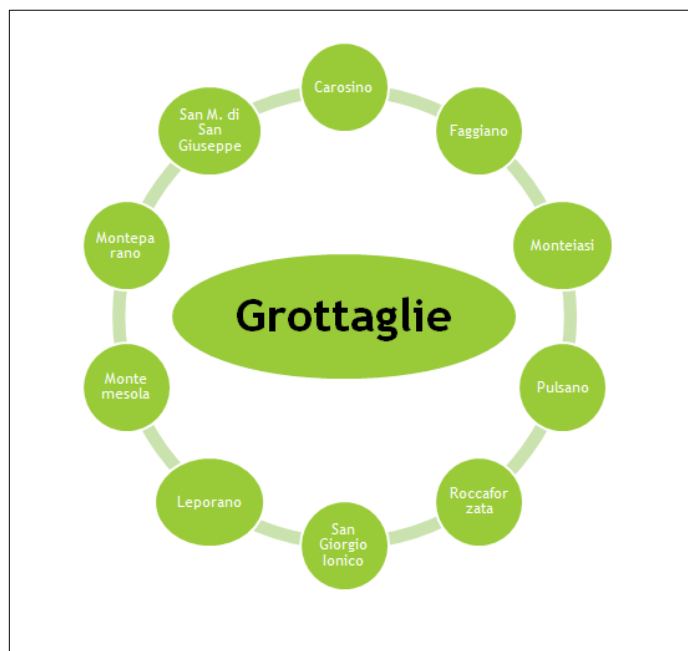 Carosino
Faggiano
Monteiasi
Pulsano
Roccafor
zata
San
Giorgio
Ionico
Leporano
Monte
mesola
Montepa
rano
San M. di
San
Giuseppe
Grottaglie